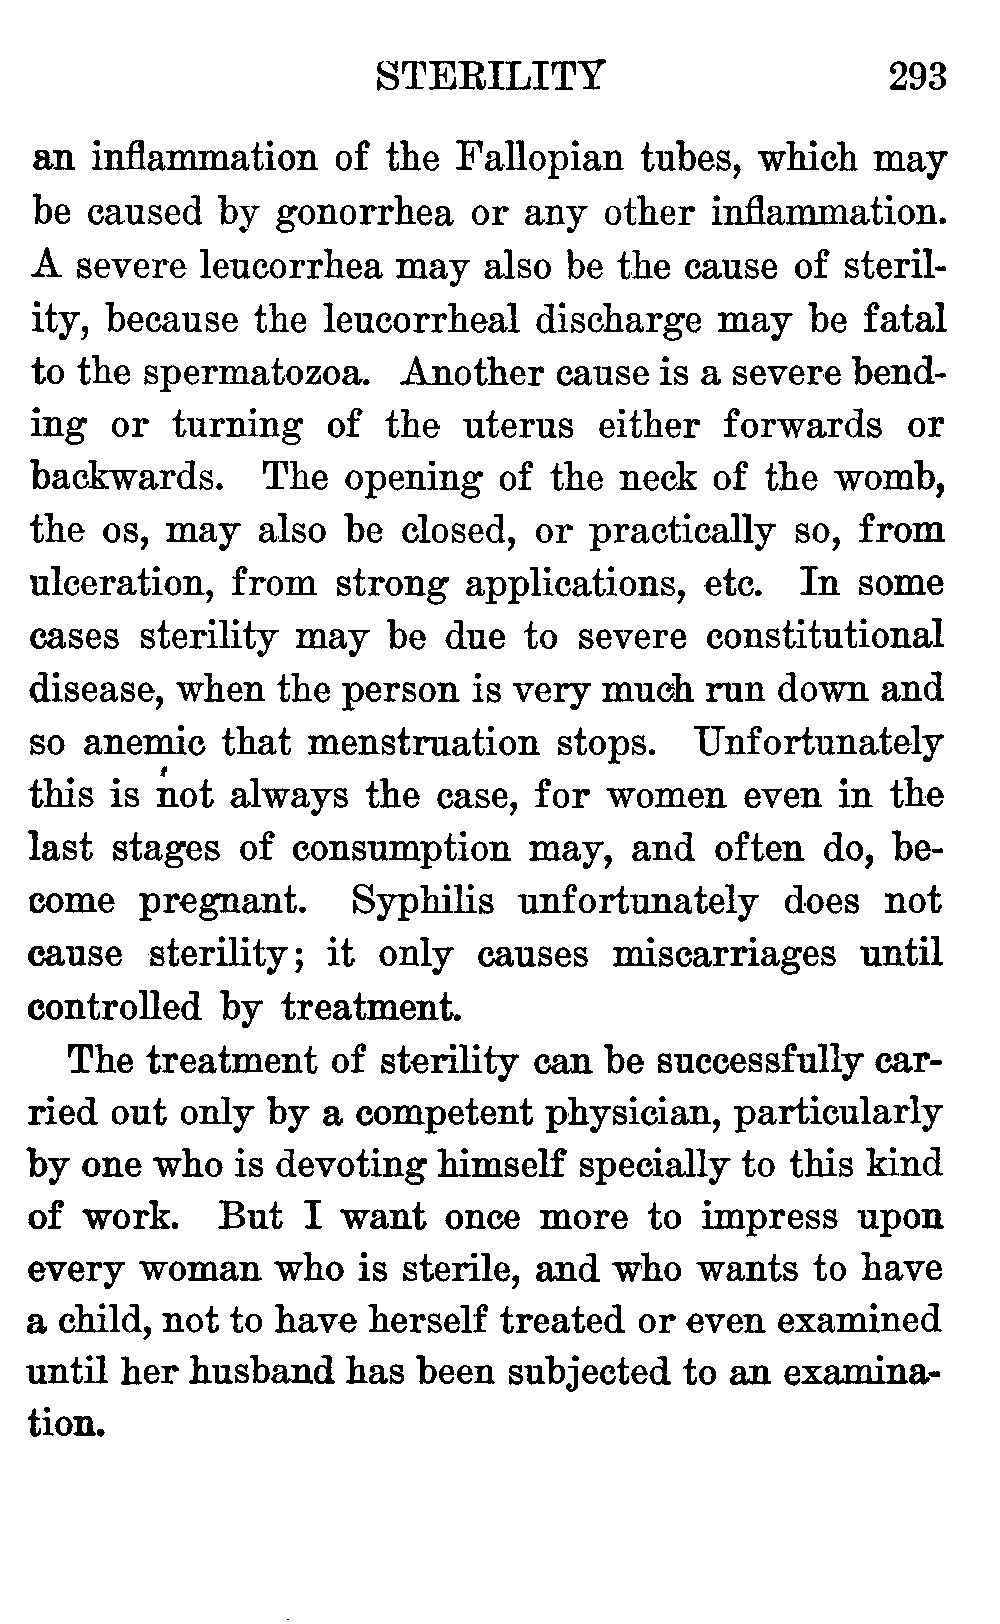 STERILITY 293
an inflammation of the Fallopian tubes, which may
be caused by gonorrhea or any other inflammation.
A severe leucorrhea may also be the cause of steril-
ity, because the leucorrheal discharge may be fatal
to the spermatozoa. Another cause is a severe bend-
ing or turning of the uterus either forwards or
backwards. The opening of the neck of the womb,
the os, may also be closed, or practically so, from
ulceration, from strong applications, etc. In some
cases sterility may be due to severe constitutional
disease, when the person is very much run down and
so anemic that menstruation stops. Unfortunately
this is not always the case, for women even in the
last stages of consumption may, and often do, be-
come pregnant. Syphilis unfortunately does not
cause sterility; it only causes miscarriages until
controlled by treatment.
The treatment of sterility can be successfully car-
ried out only by a competent physician, particularly
by one who is devoting himself specially to this kind
of work. But I want once more to impress upon
every woman who is sterile, and who wants to have
a child, not to have herself treated or even examined
until her husband has been subjected to an examina-
tion.